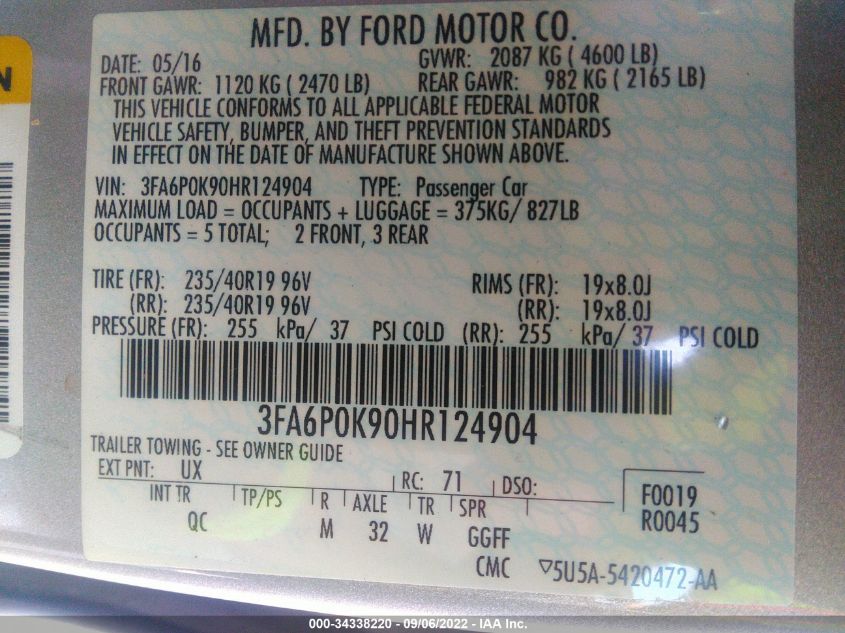 N
MFD. BY FORD MOTOR CO.
DATE: 05/16 GVWR: 2087 KG ( 4600 LB)
FRONT GAWR: 1120 KG ( 2470 LB) REAR GAWR: 982 KG ( 2165 LB)
THIS VEHICLE CONFORMS TO ALL APPLICABLE FEDERAL MOTOR
VEHICLE SAFETY, BUMPER, AND THEFT PREVENTION STANDARDS
IN EFFECT ON THE DATE OF MANUFACTURE SHOWN ABOVE.
VIN: 3FA6P0K90HR124904 TYPE: Passenger Car
MAXIMUM LOAD = OCCUPANTS + LUGGAGE = 375KG/ 827LB
OCCUPANTS = 5 TOTAL; 2 FRONT, 3 REAR
TIRE (FR): 235/40R19 96V RIMS (FR): 19x8.0J
(RR): 235/40R19 96V (RR): 19x8.0J
PRESSURE (FR): 255 kPa/ 37 PSI COLD (RR): 255 kPa/ 37 PSI COLD
3FA6P0K90HR124904
TRAILER TOWING - SEE OWNER GUIDE
EXT PNT: UX RC: 71 DSO:
INT TR TP/PS R AXLE TR SPR F0019
QC M 32 W GGFF R0045
CMC ▽5U5A-5420472-AA
000-34338220 - 09/06/2022 - IAA Inc.